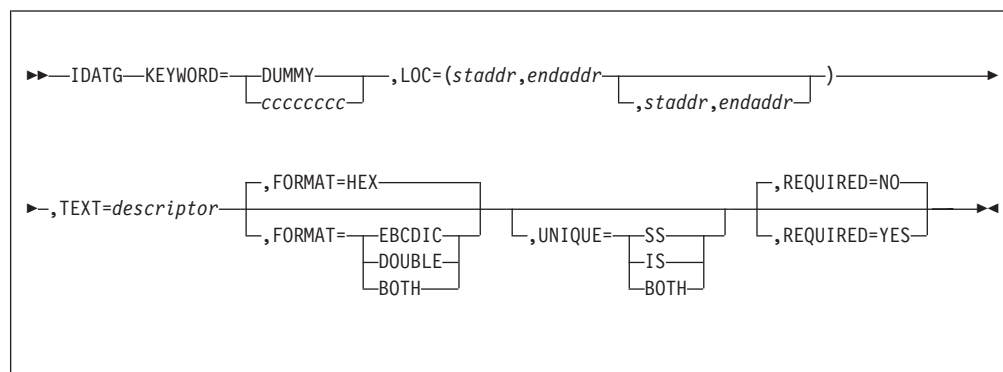 IDATG KEYWORD= DUMMY ,LOC=(staddr,endaddr )
cccccccc ,staddr,endaddr
,FORMAT=HEX ,REQUIRED=NO
,TEXT=descriptor
,FORMAT= EBCDIC ,UNIQUE= SS ,REQUIRED=YES
DOUBLE IS
BOTH BOTH